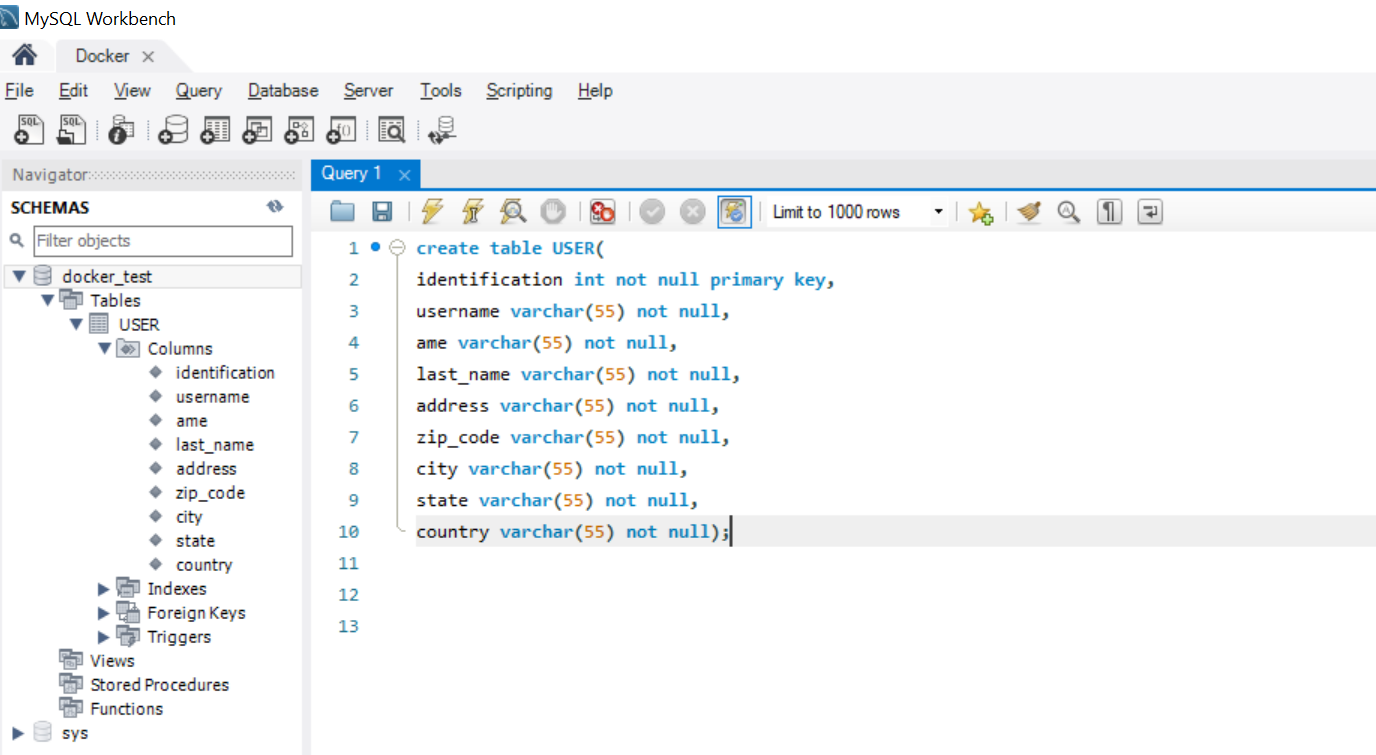 MySQL Workbench
Docker
File Edit View Query Database Server Tools Scripting Help
SQL SQL
Navigator
SCHEMAS
Filter objects
docker_test
Tables
USER
Columns
identification
username
ame
last_name
address
zip_code
city
state
country
Indexes
Foreign Keys
Triggers
Views
Stored Procedures
Functions
sys
Query 1
Limit to 1000 rows
1 create table USER(
2 identification int not null primary key,
3 username varchar(55) not null,
4 ame varchar(55) not null,
5 last_name varchar(55) not null,
6 address varchar(55) not null,
7 zip_code varchar(55) not null,
8 city varchar(55) not null,
9 state varchar(55) not null,
10 country varchar(55) not null);
11
12
13